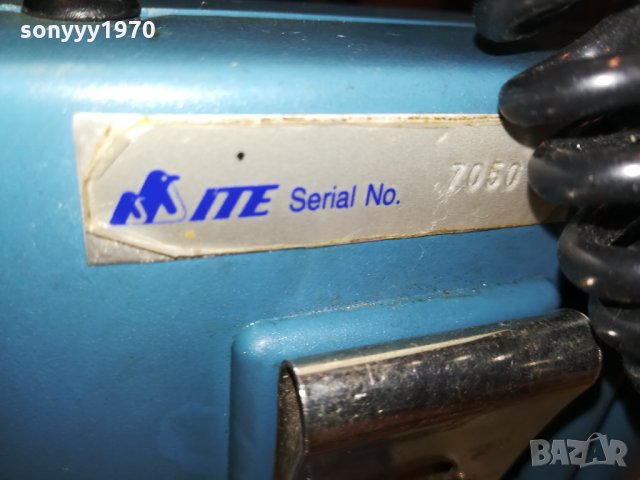 sonyyy1970
ITE Serial No. 7050
BAZAR